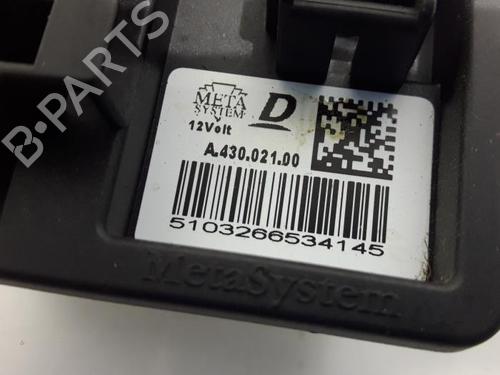 B-PARTS
META
SYSTEM
D
12Volt
A.430.021.00
5103266534145
MetaSystem